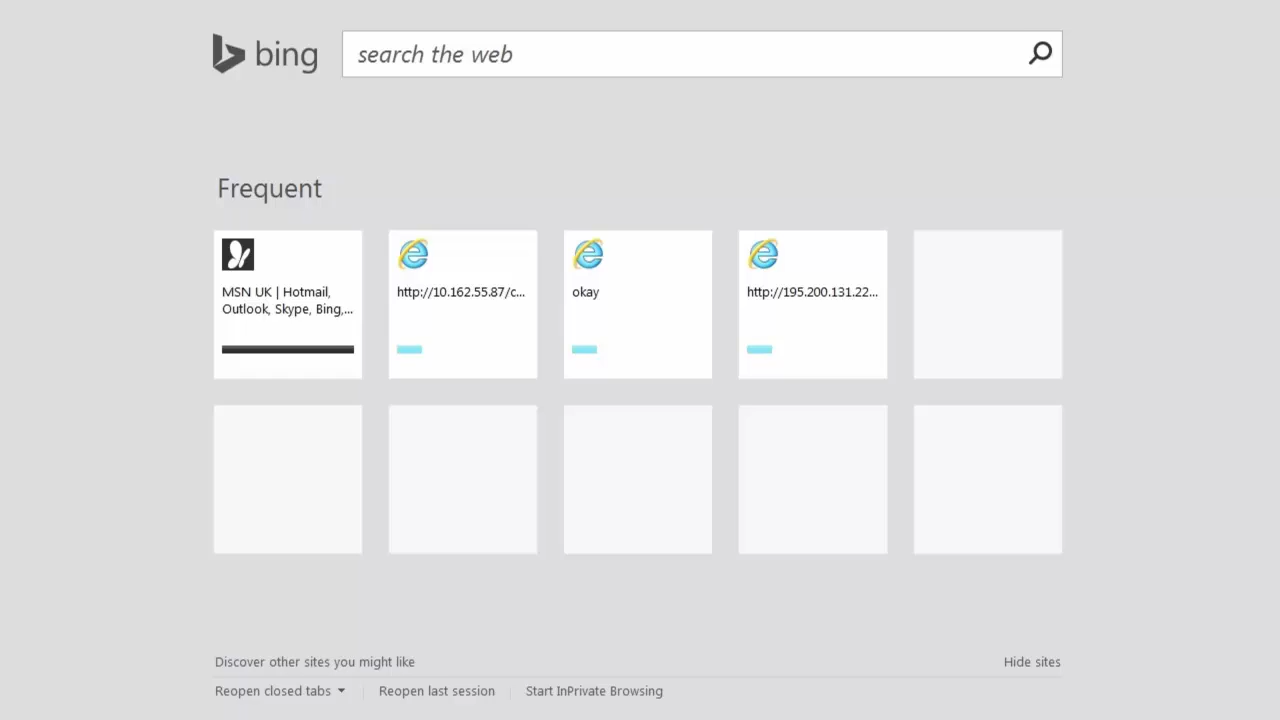 bing
search the web
Frequent
MSN UK | Hotmail,
Outlook, Skype, Bing,...
http://10.162.55.87/c...
okay
http://195.200.131.22...
Discover other sites you might like
Hide sites
Reopen closed tabs
Reopen last session
Start InPrivate Browsing